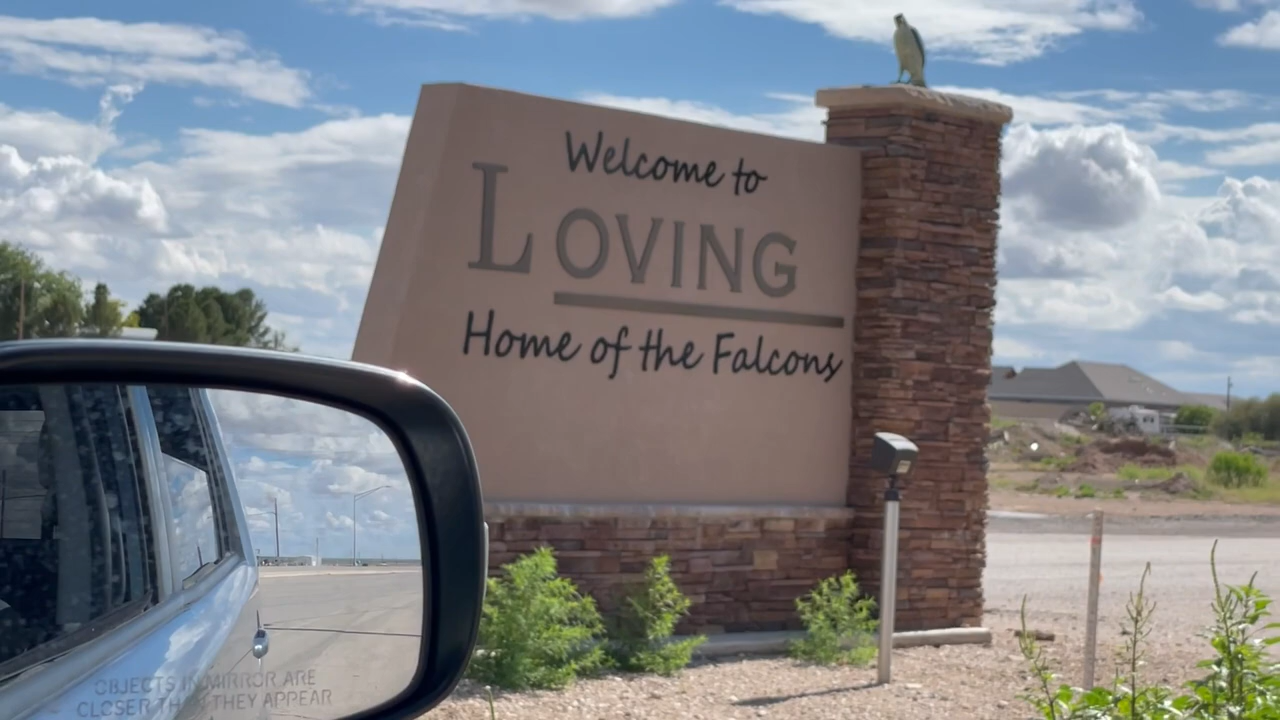 Welcome to
LOVING
Home of the Falcons
OBJECTS IN MIRROR ARE
CLOSER THAN THEY APPEAR